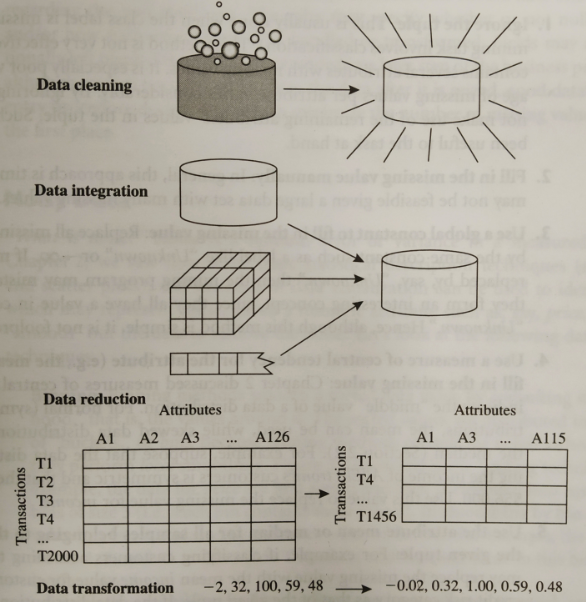 Data cleaning
Data integration
Data reduction
Attributes
A1 A2 A3 ... A126
Transactions
T1
T2
T3
T4
...
T2000
Attributes
A1 A3 ... A115
Transactions
T1
T4
...
T1456
Data transformation −2, 32, 100, 59, 48 −0.02, 0.32, 1.00, 0.59, 0.48